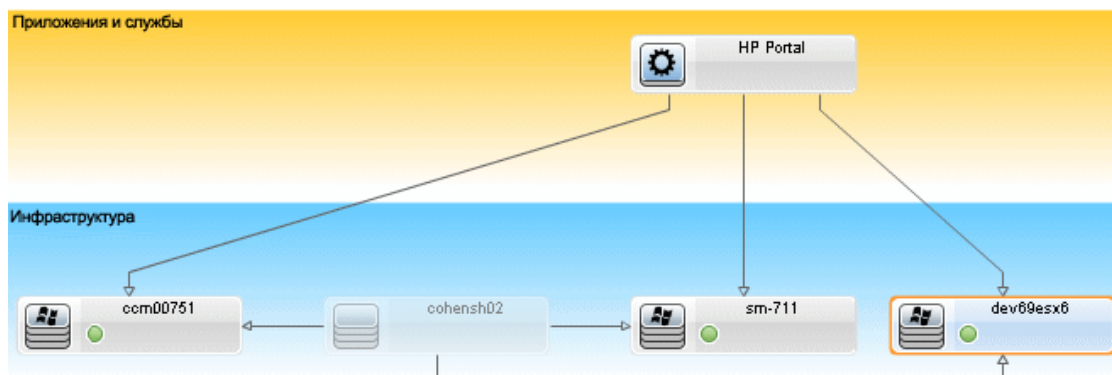 Приложения и службы
HP Portal
Инфраструктура
ccm00751
cohensh02
sm-711
dev69esx6